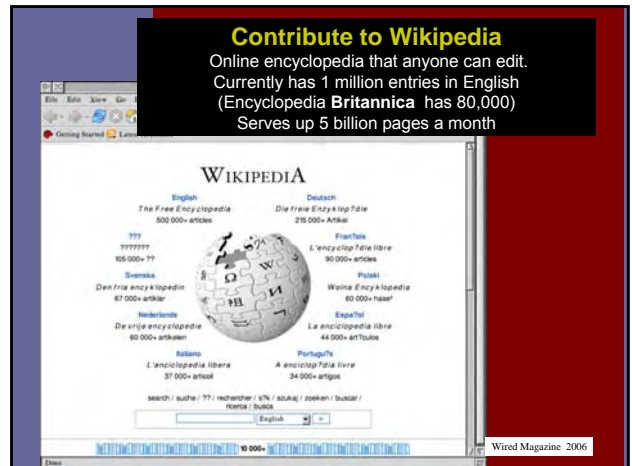 Contribute to Wikipedia
Online encyclopedia that anyone can edit.
Currently has 1 million entries in English
(Encyclopedia Britannica has 80,000)
Serves up 5 billion pages a month
File Edit View Go
Getting Started
WIKIPEDIA
English
The Free Encyclopedia
500 000+ articles
Deutsch
Die freie Enzyklop?die
215 000+ Artikel
???
???????
105 000+ ??
Fran?ais
L'encyclop?die libre
90 000+ articles
Svenska
Den fria encyklopedin
67 000+ artiklar
Polski
Wolna Encyklopedia
60 000+ hase?
Nederlands
De vrije encyclopedie
60 000+ artikelen
Espa?ol
La enciclopedia libre
44 000+ art?culos
Italiano
L'enciclopedia libera
37 000+ articoli
Portugu?s
A enciclop?dia livre
34 000+ artigos
search / suche / ?? / rechercher / s?k / szukaj / zoeken / buscar /
ricerca / busca
English
10 000+
Done
Wired Magazine 2006